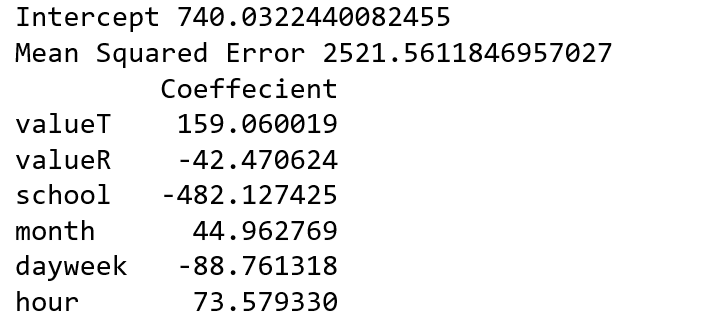 Intercept 740.0322440082455
Mean Squared Error 2521.5611846957027
Coeffecient
valueT 159.060019
valueR -42.470624
school -482.127425
month 44.962769
dayweek -88.761318
hour 73.579330